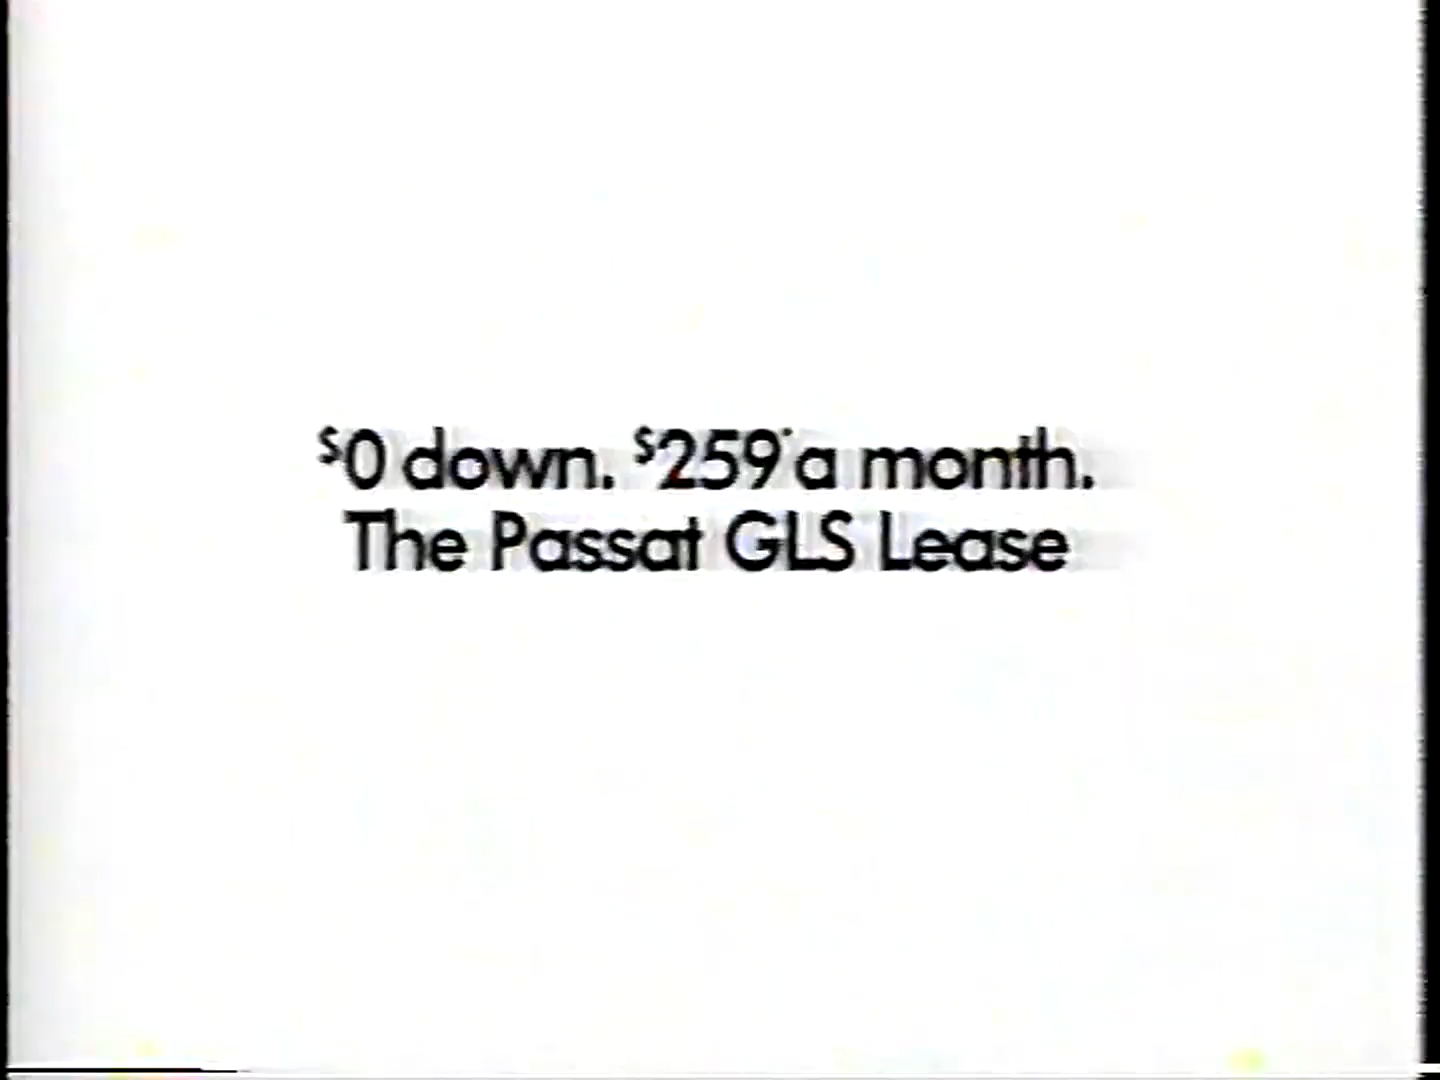 $0 down. $259* a month.
The Passat GLS Lease